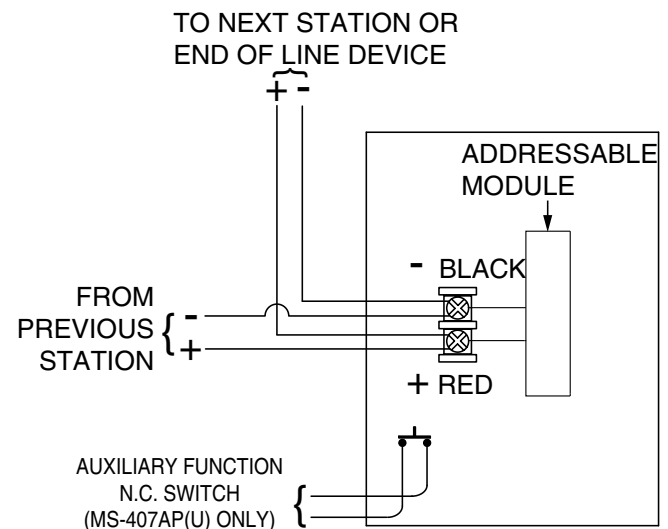 TO NEXT STATION OR
END OF LINE DEVICE
+ -
ADDRESSABLE
MODULE
- BLACK
FROM
PREVIOUS
STATION
-
+
+ RED
AUXILIARY FUNCTION
N.C. SWITCH
(MS-407AP(U) ONLY)